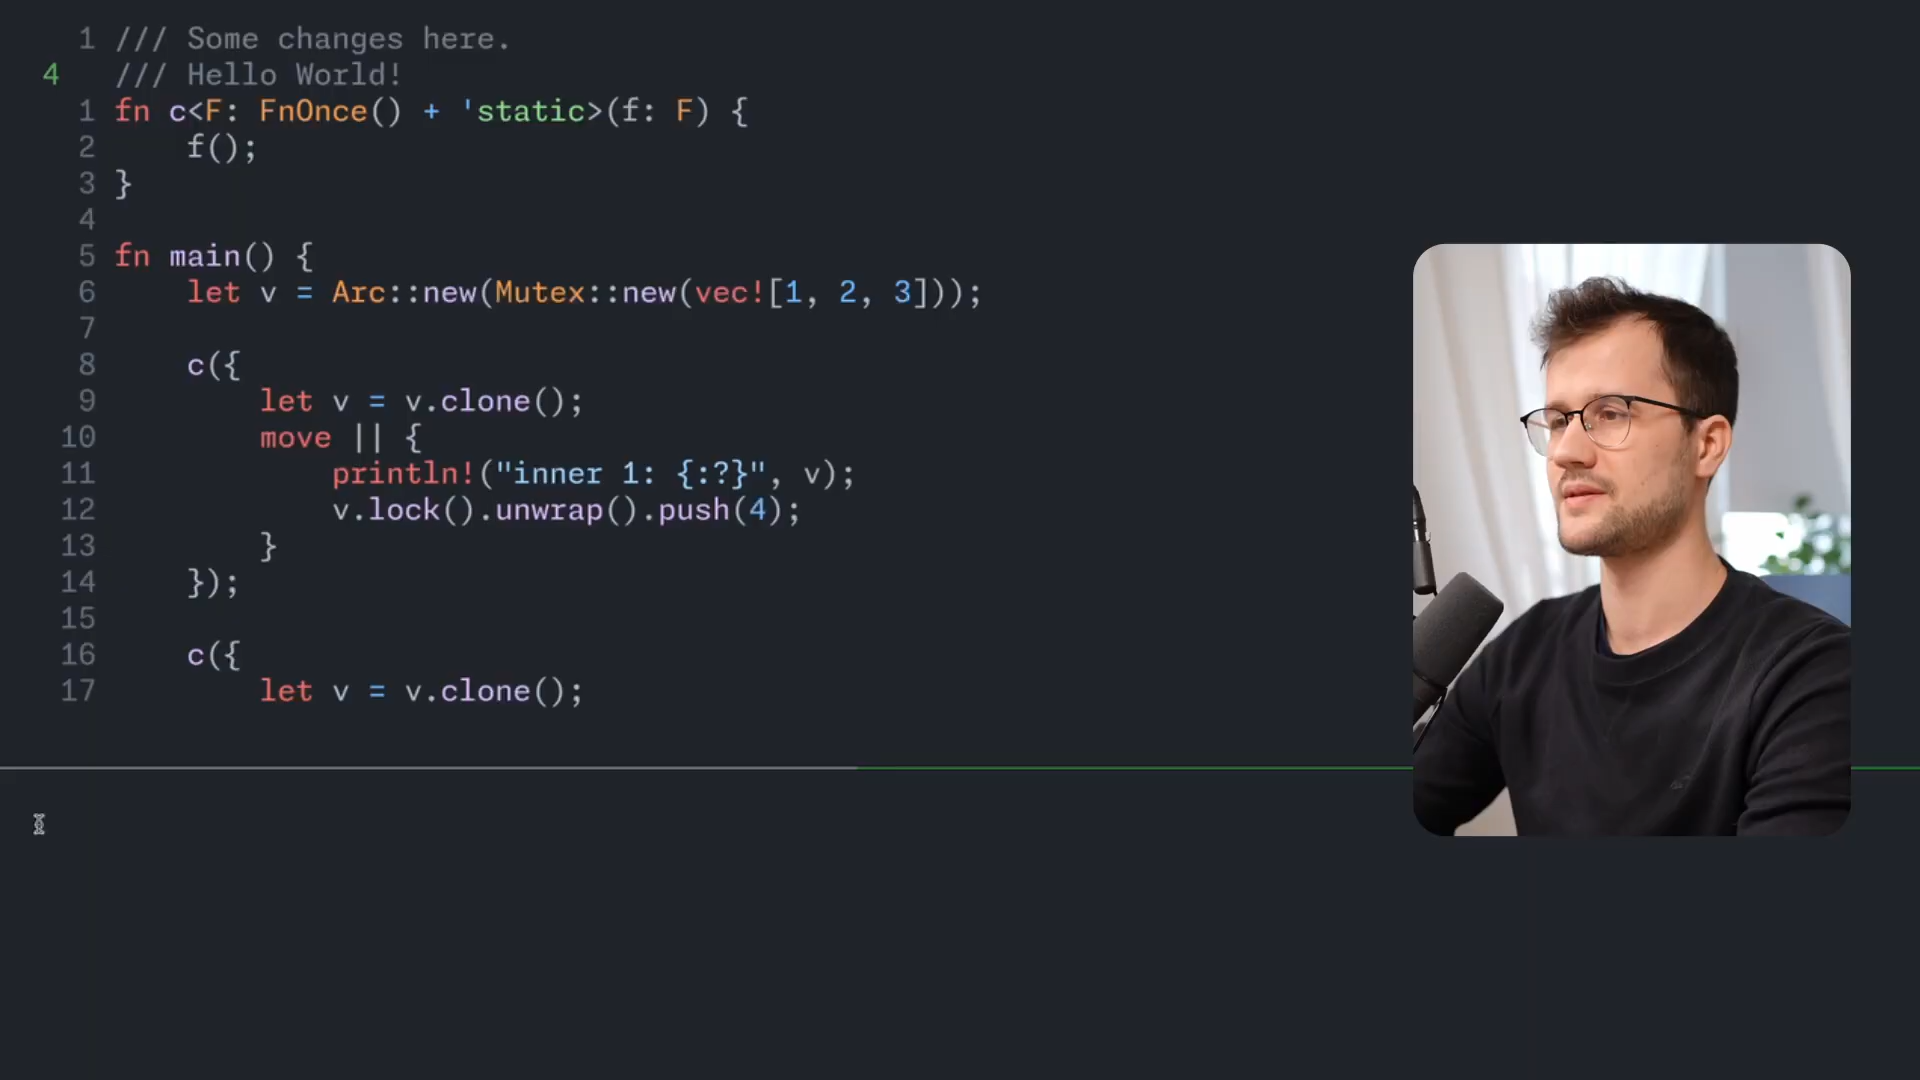 1 /// Some changes here.
4 /// Hello World!
1 fn c<F: FnOnce() + 'static>(f: F) {
2     f();
3 }
4
5 fn main() {
6     let v = Arc::new(Mutex::new(vec![1, 2, 3]));
7
8     c({
9         let v = v.clone();
10         move || {
11             println!("inner 1: {:?}", v);
12             v.lock().unwrap().push(4);
13         }
14     });
15
16     c({
17         let v = v.clone();